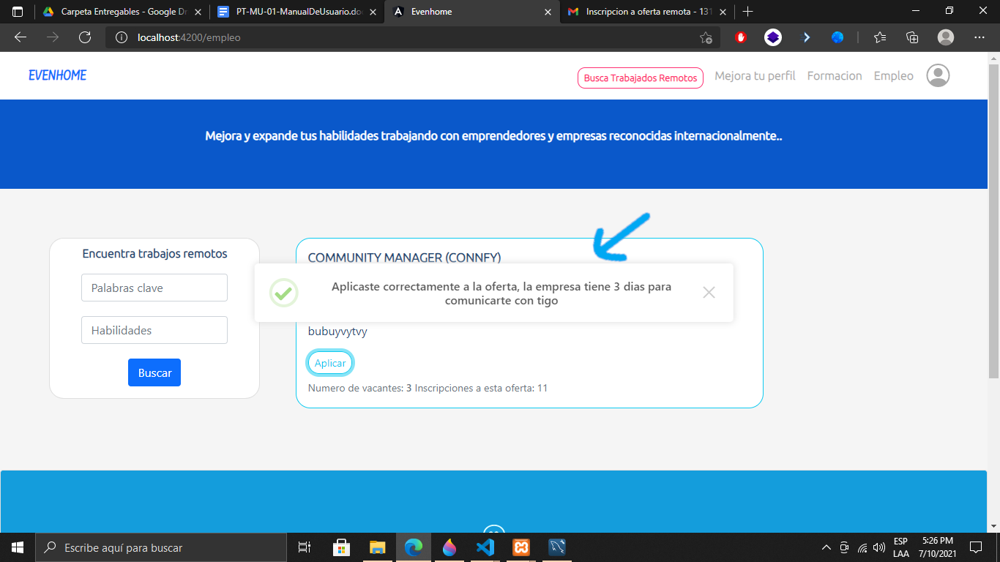 Carpeta Entregables - Google Dr
PT-MU-01-ManualDeUsuario.do
Evenhome
Inscripcion a oferta remota - 131
localhost:4200/empleo
EVENHOME
Busca Trabajados Remotos
Mejora tu perfil
Formacion
Empleo
Mejora y expande tus habilidades trabajando con emprendedores y empresas reconocidas internacionalmente..
Encuentra trabajos remotos
Palabras clave
Habilidades
Buscar
COMMUNITY MANAGER (CONNFY)
Aplicaste correctamente a la oferta, la empresa tiene 3 dias para
comunicarte con tigo
bubuyvytvy
Aplicar
Numero de vacantes: 3 Inscripciones a esta oferta: 11
Escribe aquí para buscar
ESP
LAA
5:26 PM
7/10/2021